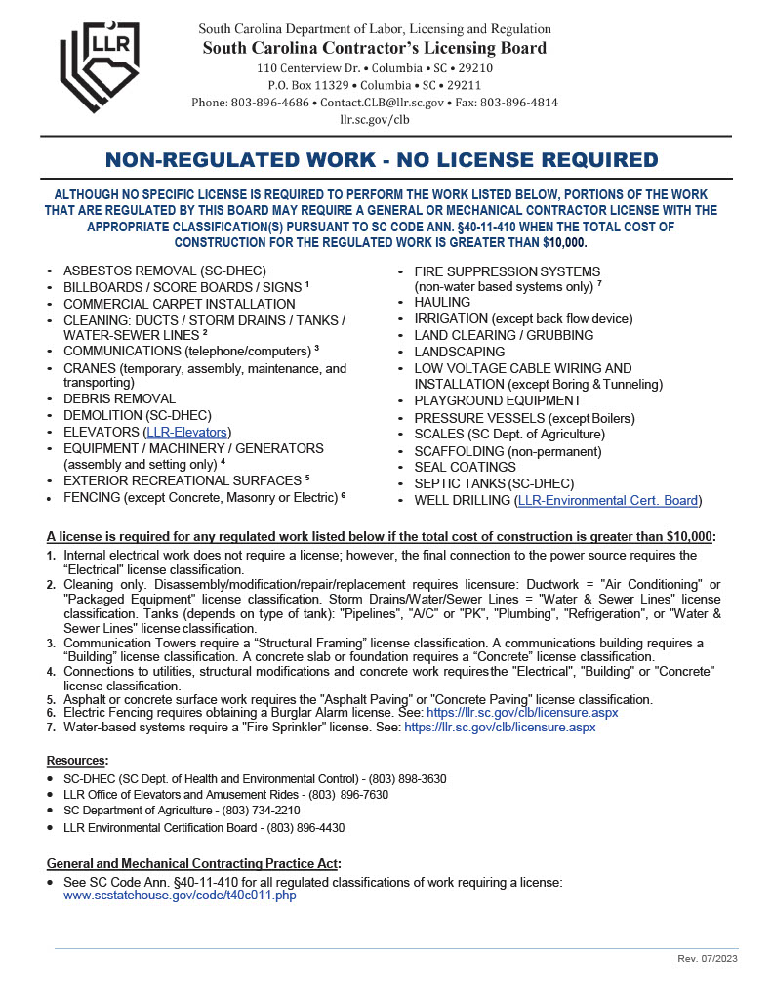 LLR
South Carolina Department of Labor, Licensing and Regulation
South Carolina Contractor's Licensing Board
110 Centerview Dr. • Columbia • SC • 29210
P.O. Box 11329 • Columbia • SC • 29211
Phone: 803-896-4686 • Contact.CLB@llr.sc.gov • Fax: 803-896-4814
llr.sc.gov/clb
NON-REGULATED WORK - NO LICENSE REQUIRED
ALTHOUGH NO SPECIFIC LICENSE IS REQUIRED TO PERFORM THE WORK LISTED BELOW, PORTIONS OF THE WORK
THAT ARE REGULATED BY THIS BOARD MAY REQUIRE A GENERAL OR MECHANICAL CONTRACTOR LICENSE WITH THE
APPROPRIATE CLASSIFICATION(S) PURSUANT TO SC CODE ANN. §40-11-410 WHEN THE TOTAL COST OF
CONSTRUCTION FOR THE REGULATED WORK IS GREATER THAN $10,000.
• ASBESTOS REMOVAL (SC-DHEC)
• BILLBOARDS / SCORE BOARDS / SIGNS ¹
• COMMERCIAL CARPET INSTALLATION
• CLEANING: DUCTS / STORM DRAINS / TANKS /
WATER-SEWER LINES ²
• COMMUNICATIONS (telephone/computers) ³
• CRANES (temporary, assembly, maintenance, and
transporting)
• DEBRIS REMOVAL
• DEMOLITION (SC-DHEC)
• ELEVATORS (LLR-Elevators)
• EQUIPMENT / MACHINERY / GENERATORS
(assembly and setting only) ⁴
• EXTERIOR RECREATIONAL SURFACES ⁵
• FENCING (except Concrete, Masonry or Electric) ⁶
• FIRE SUPPRESSION SYSTEMS
(non-water based systems only) ⁷
• HAULING
• IRRIGATION (except back flow device)
• LAND CLEARING / GRUBBING
• LANDSCAPING
• LOW VOLTAGE CABLE WIRING AND
INSTALLATION (except Boring & Tunneling)
• PLAYGROUND EQUIPMENT
• PRESSURE VESSELS (except Boilers)
• SCALES (SC Dept. of Agriculture)
• SCAFFOLDING (non-permanent)
• SEAL COATINGS
• SEPTIC TANKS (SC-DHEC)
• WELL DRILLING (LLR-Environmental Cert. Board)
A license is required for any regulated work listed below if the total cost of construction is greater than $10,000:
1. Internal electrical work does not require a license; however, the final connection to the power source requires the
“Electrical” license classification.
2. Cleaning only. Disassembly/modification/repair/replacement requires licensure: Ductwork = "Air Conditioning" or
"Packaged Equipment" license classification. Storm Drains/Water/Sewer Lines = "Water & Sewer Lines" license
classification. Tanks (depends on type of tank): "Pipelines", "A/C" or "PK", "Plumbing", "Refrigeration", or "Water &
Sewer Lines" license classification.
3. Communication Towers require a “Structural Framing” license classification. A communications building requires a
“Building” license classification. A concrete slab or foundation requires a “Concrete” license classification.
4. Connections to utilities, structural modifications and concrete work requires the "Electrical", "Building" or "Concrete"
license classification.
5. Asphalt or concrete surface work requires the "Asphalt Paving" or "Concrete Paving" license classification.
6. Electric Fencing requires obtaining a Burglar Alarm license. See: https://llr.sc.gov/clb/licensure.aspx
7. Water-based systems require a "Fire Sprinkler" license. See: https://llr.sc.gov/clb/licensure.aspx
Resources:
• SC-DHEC (SC Dept. of Health and Environmental Control) - (803) 898-3630
• LLR Office of Elevators and Amusement Rides - (803) 896-7630
• SC Department of Agriculture - (803) 734-2210
• LLR Environmental Certification Board - (803) 896-4430
General and Mechanical Contracting Practice Act:
• See SC Code Ann. §40-11-410 for all regulated classifications of work requiring a license:
www.scstatehouse.gov/code/t40c011.php
Rev. 07/2023